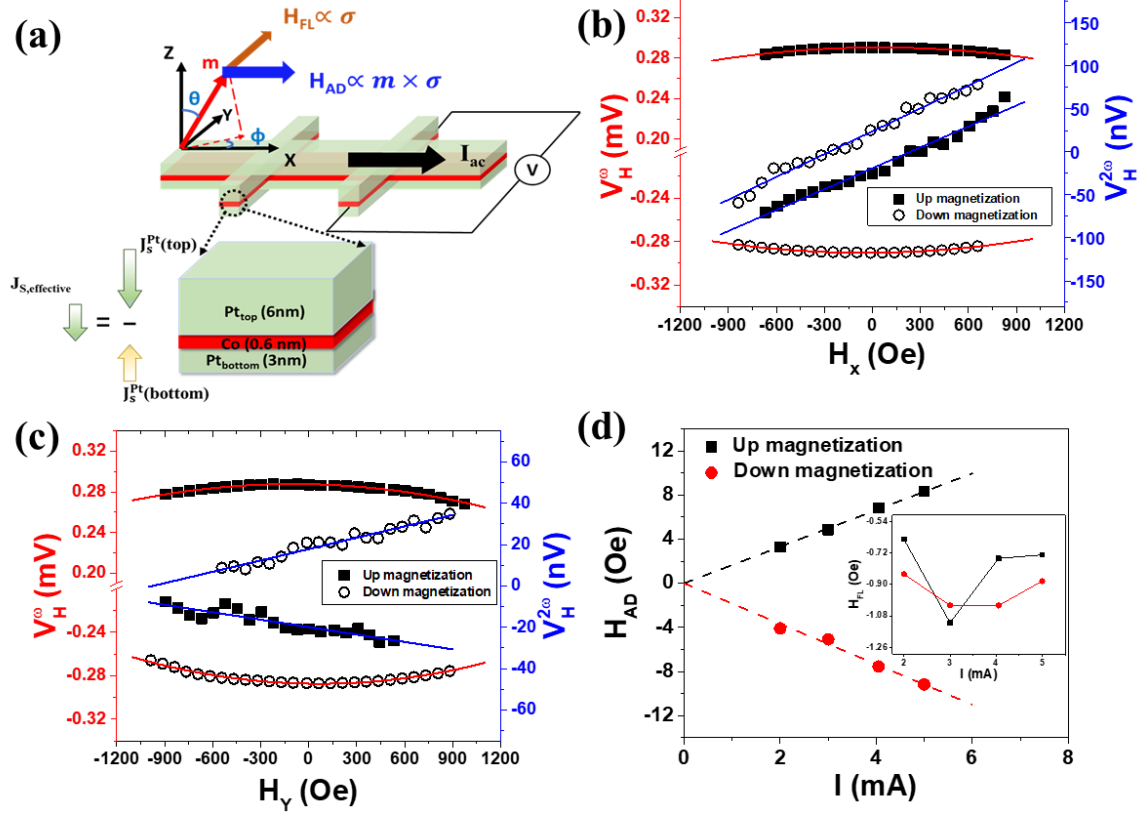 (a)
H_FL∝ σ
Z
m
H_AD∝ m × σ
θ
Y
ϕ
X
I_ac
V
J_s^Pt(top)
J_S,effective
= −
J_s^Pt(bottom)
Pt_top (6nm)
Co (0.6 nm)
Pt_bottom (3nm)
(b)
V_H^ω (mV)
0.32
0.28
0.24
0.20
-0.24
-0.28
-0.32
150
100
50
0
-50
-100
-150
V_H^2ω (nV)
Up magnetization
Down magnetization
-1200 -900 -600 -300 0 300 600 900 1200
H_x (Oe)
(c)
V_H^ω (mV)
0.32
0.28
0.24
0.20
-0.24
-0.28
-0.32
60
40
20
0
-20
-40
-60
V_H^2ω (nV)
Up magnetization
Down magnetization
-1200 -900 -600 -300 0 300 600 900 1200
H_Y (Oe)
(d)
H_AD (Oe)
12
8
4
0
-4
-8
-12
Up magnetization
Down magnetization
H_FL (Oe)
-0.54
-0.72
-0.90
-1.08
-1.26
2 3 4 5
I (mA)
0 2 4 6 8
I (mA)